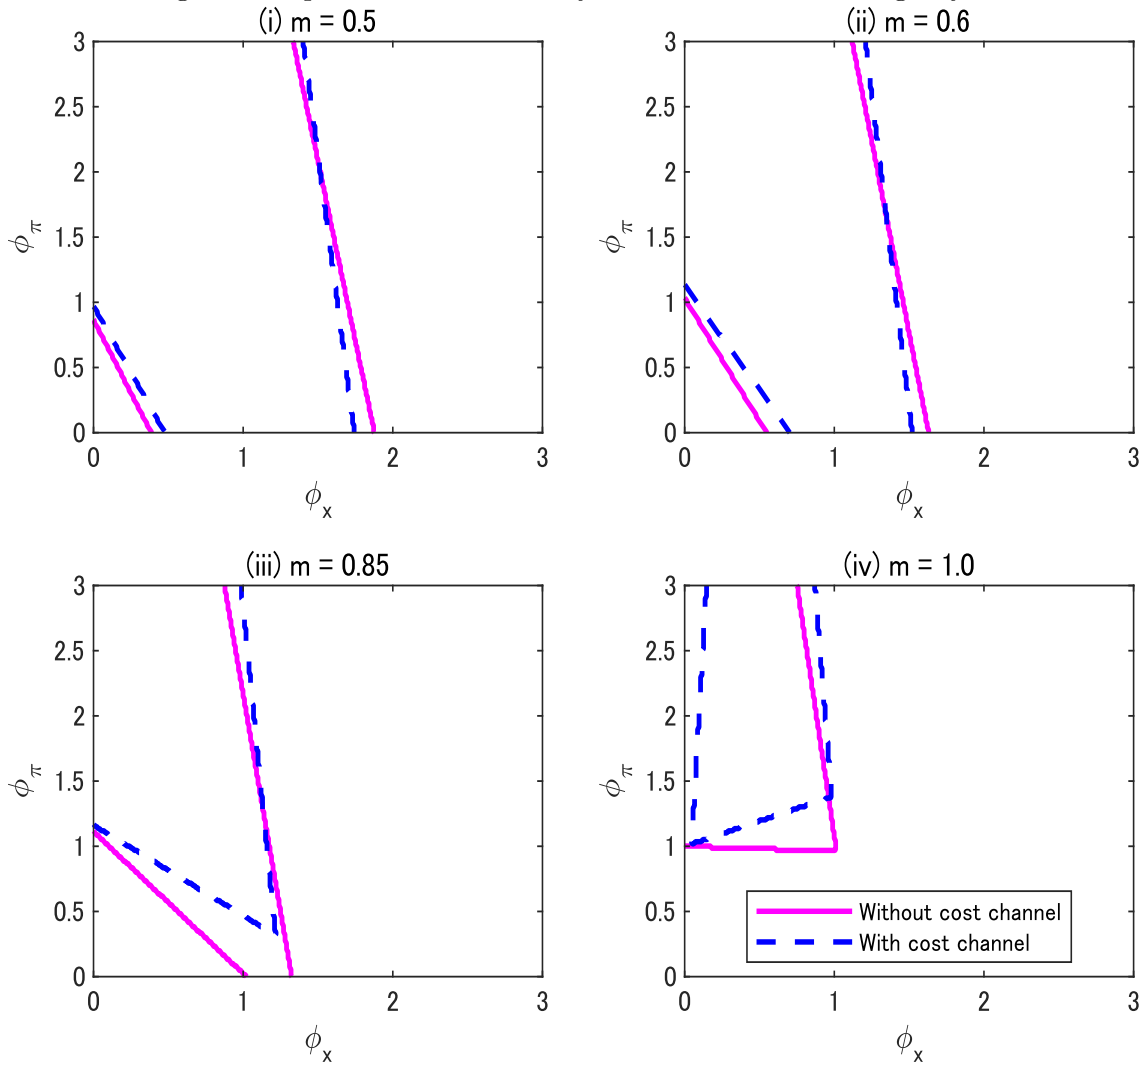 (i) m = 0.5
(ii) m = 0.6
3
2.5
2
1.5
1
0.5
0
ϕπ
0 1 2 3
ϕx
3
2.5
2
1.5
1
0.5
0
ϕπ
0 1 2 3
ϕx
(iii) m = 0.85
(iv) m = 1.0
3
2.5
2
1.5
1
0.5
0
ϕπ
0 1 2 3
ϕx
3
2.5
2
1.5
1
0.5
0
ϕπ
0 1 2 3
ϕx
Without cost channel
With cost channel